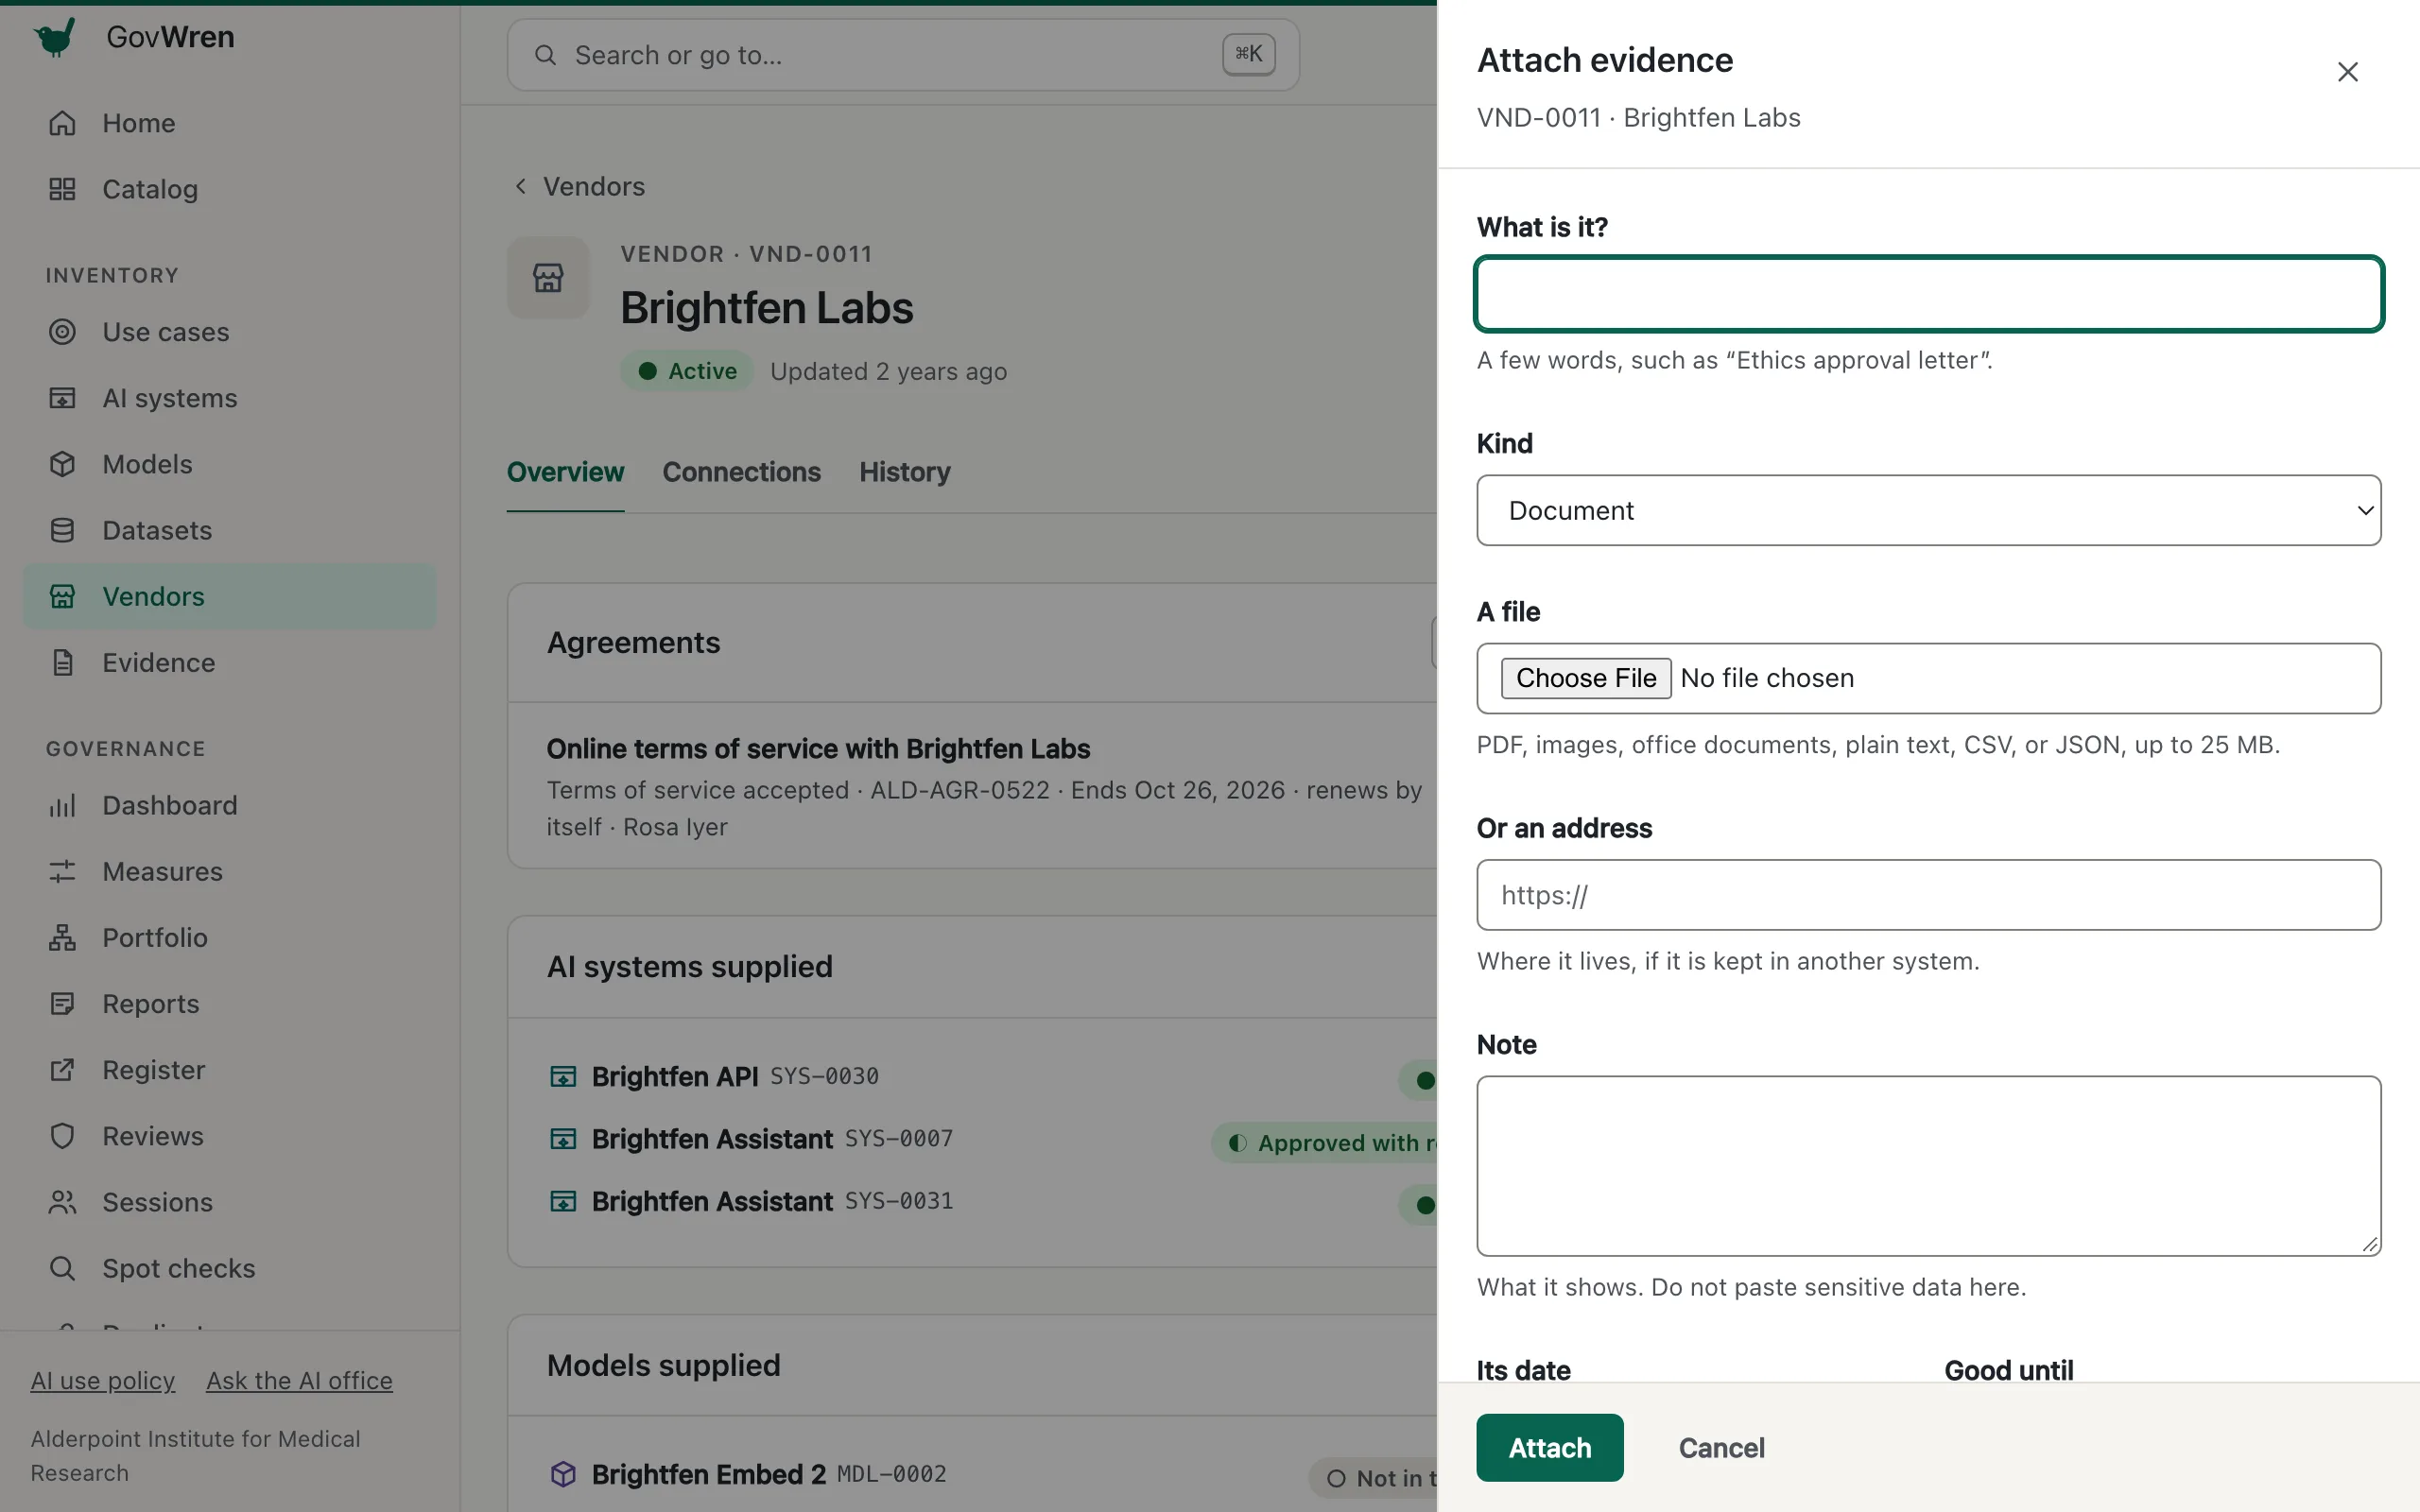 GovWren
Home
Catalog
INVENTORY
Use cases
AI systems
Models
Datasets
Vendors
Evidence
GOVERNANCE
Dashboard
Measures
Portfolio
Reports
Register
Reviews
Sessions
Spot checks
AI use policy Ask the AI office
Alderpoint Institute for Medical
Research
Search or go to...
⌘K
Vendors
VENDOR · VND-0011
Brightfen Labs
Active Updated 2 years ago
Overview Connections History
Agreements
Online terms of service with Brightfen Labs
Terms of service accepted · ALD-AGR-0522 · Ends Oct 26, 2026 · renews by
itself · Rosa Iyer
AI systems supplied
Brightfen API SYS-0030
Brightfen Assistant SYS-0007 Approved with
Brightfen Assistant SYS-0031
Models supplied
Brightfen Embed 2 MDL-0002 Not in
Attach evidence
VND-0011 · Brightfen Labs
What is it?
A few words, such as “Ethics approval letter”.
Kind
Document
A file
Choose File No file chosen
PDF, images, office documents, plain text, CSV, or JSON, up to 25 MB.
Or an address
https://
Where it lives, if it is kept in another system.
Note
What it shows. Do not paste sensitive data here.
Its date Good until
Attach Cancel